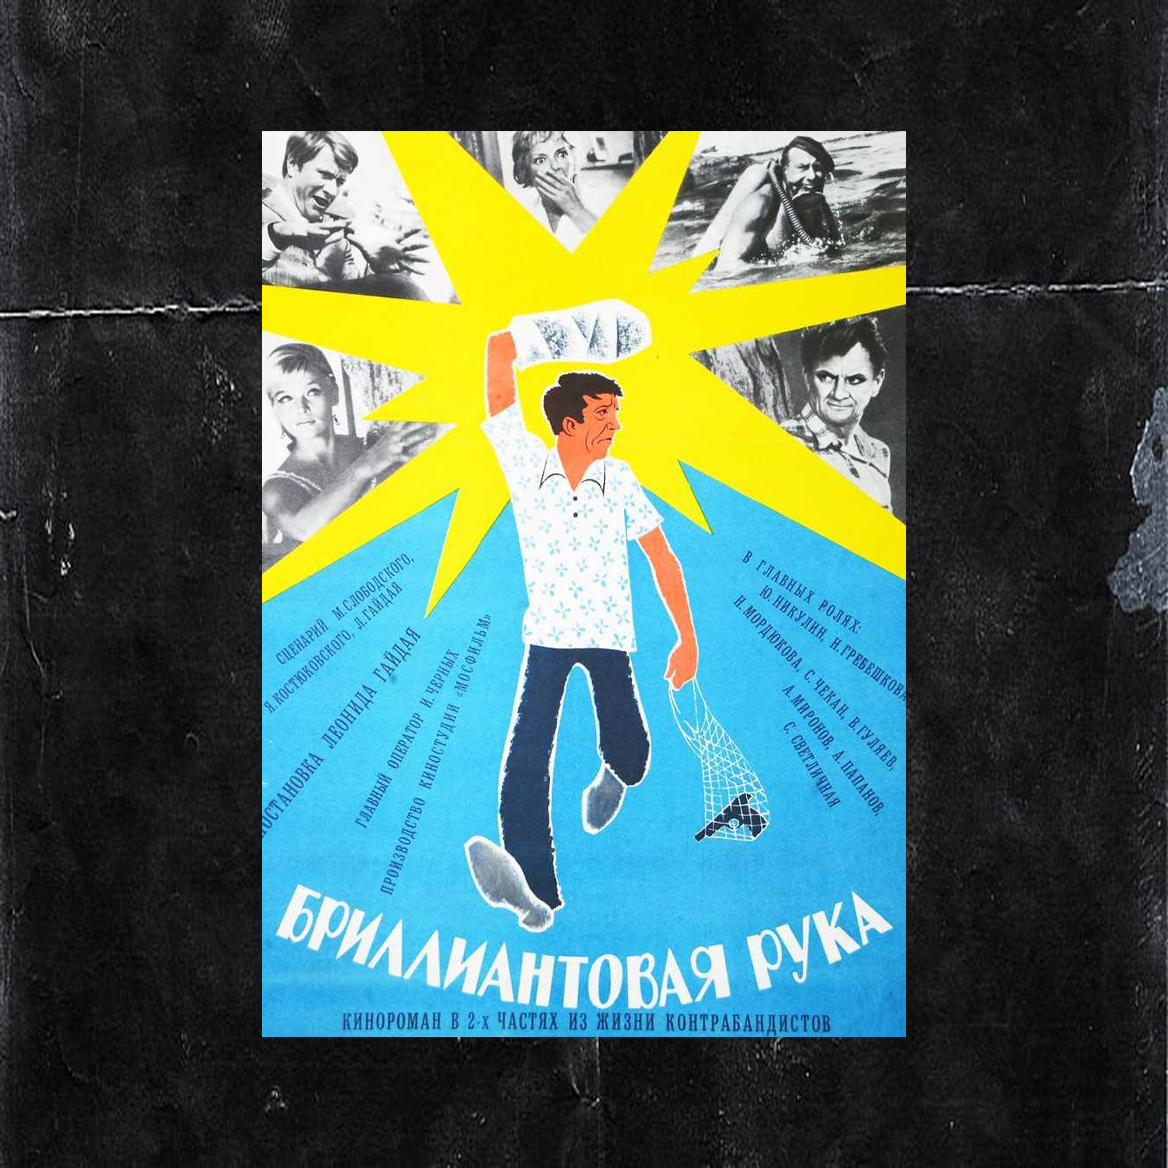 СЦЕНАРИЙ М.СЛОБОДСКОГО,
Я.КОСТЮКОВСКОГО, Л.ГАЙДАЯ
ПОСТАНОВКА ЛЕОНИДА ГАЙДАЯ
ГЛАВНЫЙ ОПЕРАТОР И.ЧЕРНЫХ
ПРОИЗВОДСТВО КИНОСТУДИИ «МОСФИЛЬМ»
В ГЛАВНЫХ РОЛЯХ:
Ю.НИКУЛИН, Н.ГРЕБЕШКОВА
Н.МОРДЮКОВА, С.ЧЕКАН, В.ГУЛЯЕВ,
А.МИРОНОВ, А.ПАПАНОВ,
С.СВЕТЛИЧНАЯ
БРИЛЛИАНТОВАЯ РУКА
КИНОРОМАН В 2-х ЧАСТЯХ ИЗ ЖИЗНИ КОНТРАБАНДИСТОВ